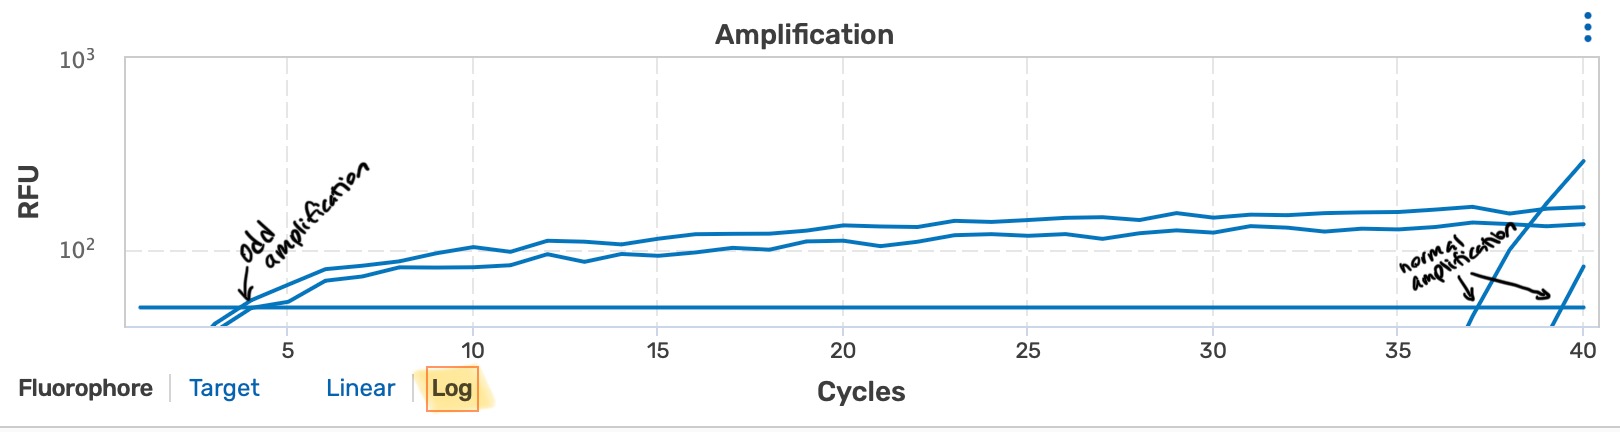 Amplification
10³
RFU
10²
odd
amplification
normal
amplification
5 10 15 20 25 30 35 40
Fluorophore Target Linear Log
Cycles